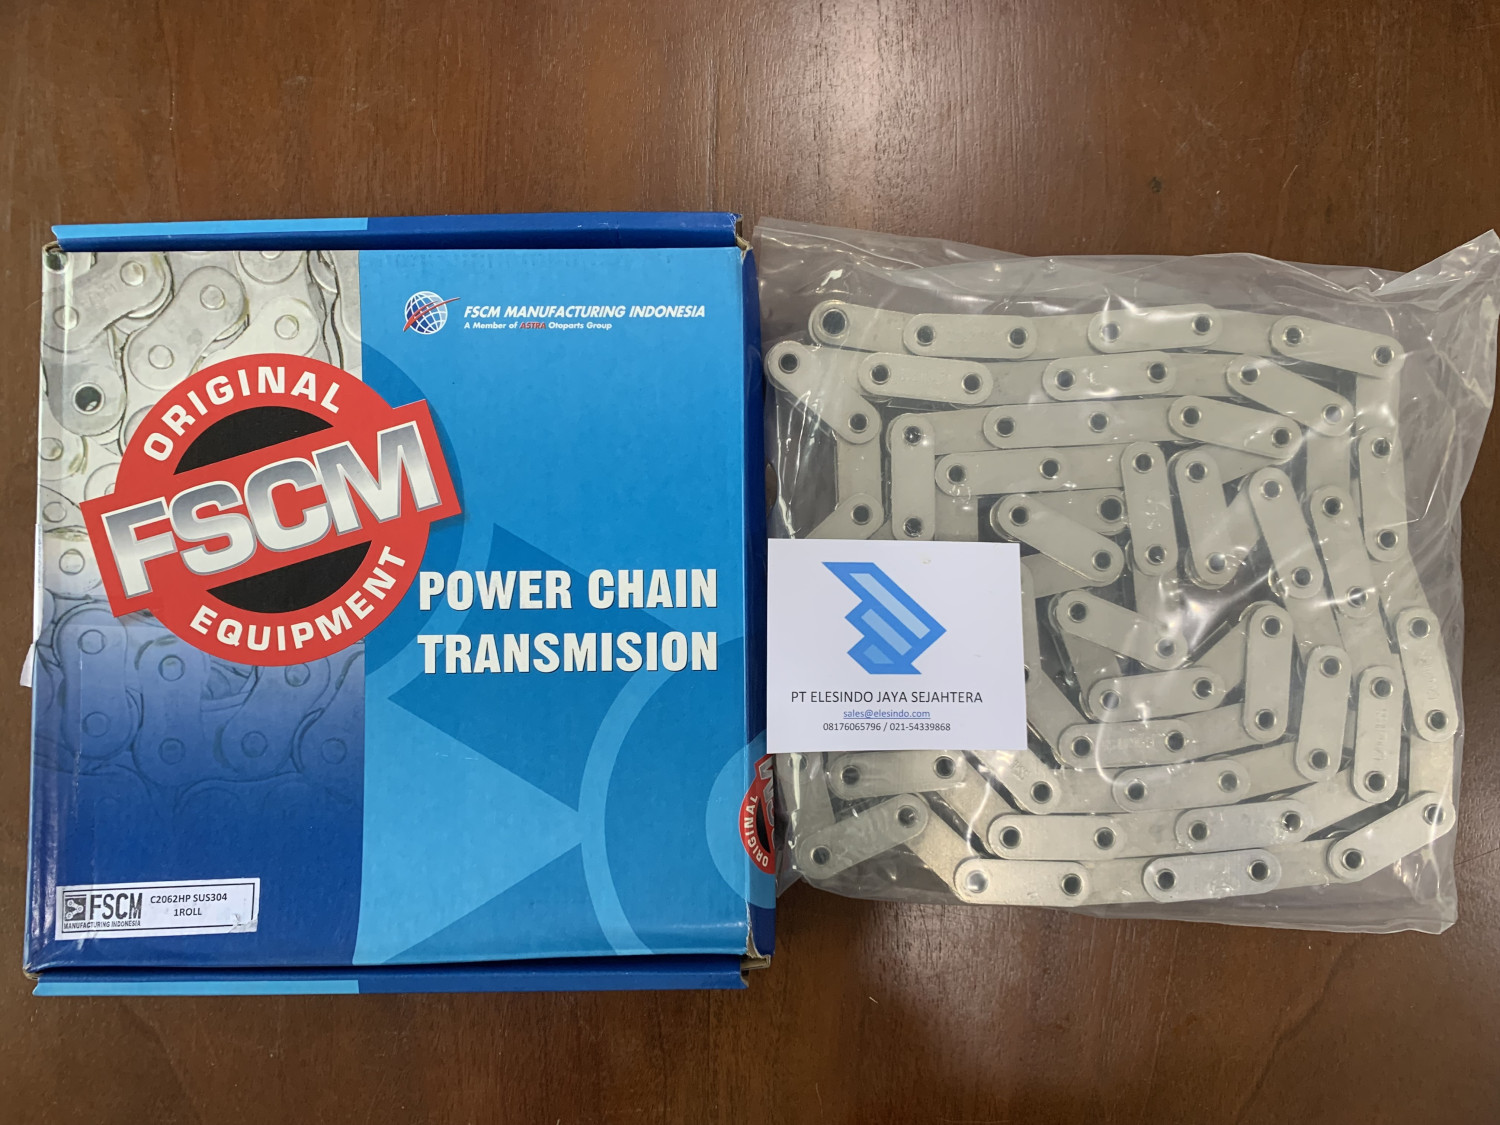 FSCM MANUFACTURING INDONESIA
A Member of ASTRA Otoparts Group
ORIGINAL
FSCM
EQUIPMENT
POWER CHAIN
TRANSMISION
FSCM
MANUFACTURING INDONESIA
C2062HP SUS304
1ROLL
ORIGINAL
PT ELESINDO JAYA SEJAHTERA
sales@elesindo.com
08176065796 / 021-54339868